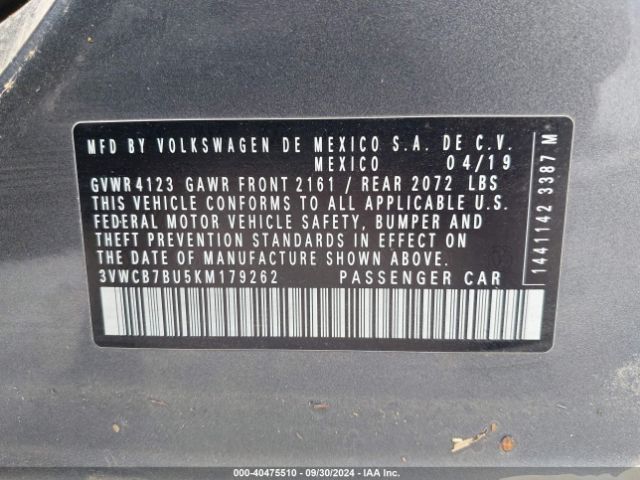 MFD BY VOLKSWAGEN DE MEXICO S.A. DE C.V.
MEXICO 04/19
GVWR 4123 GAWR FRONT 2161 / REAR 2072 LBS
THIS VEHICLE CONFORMS TO ALL APPLICABLE U.S.
FEDERAL MOTOR VEHICLE SAFETY, BUMPER AND
THEFT PREVENTION STANDARDS IN EFFECT ON
THE DATE OF MANUFACTURE SHOWN ABOVE.
3VWCB7BU5KM179262 PASSENGER CAR
1441142 3387 M
000-40475510 - 09/30/2024 - IAA Inc.